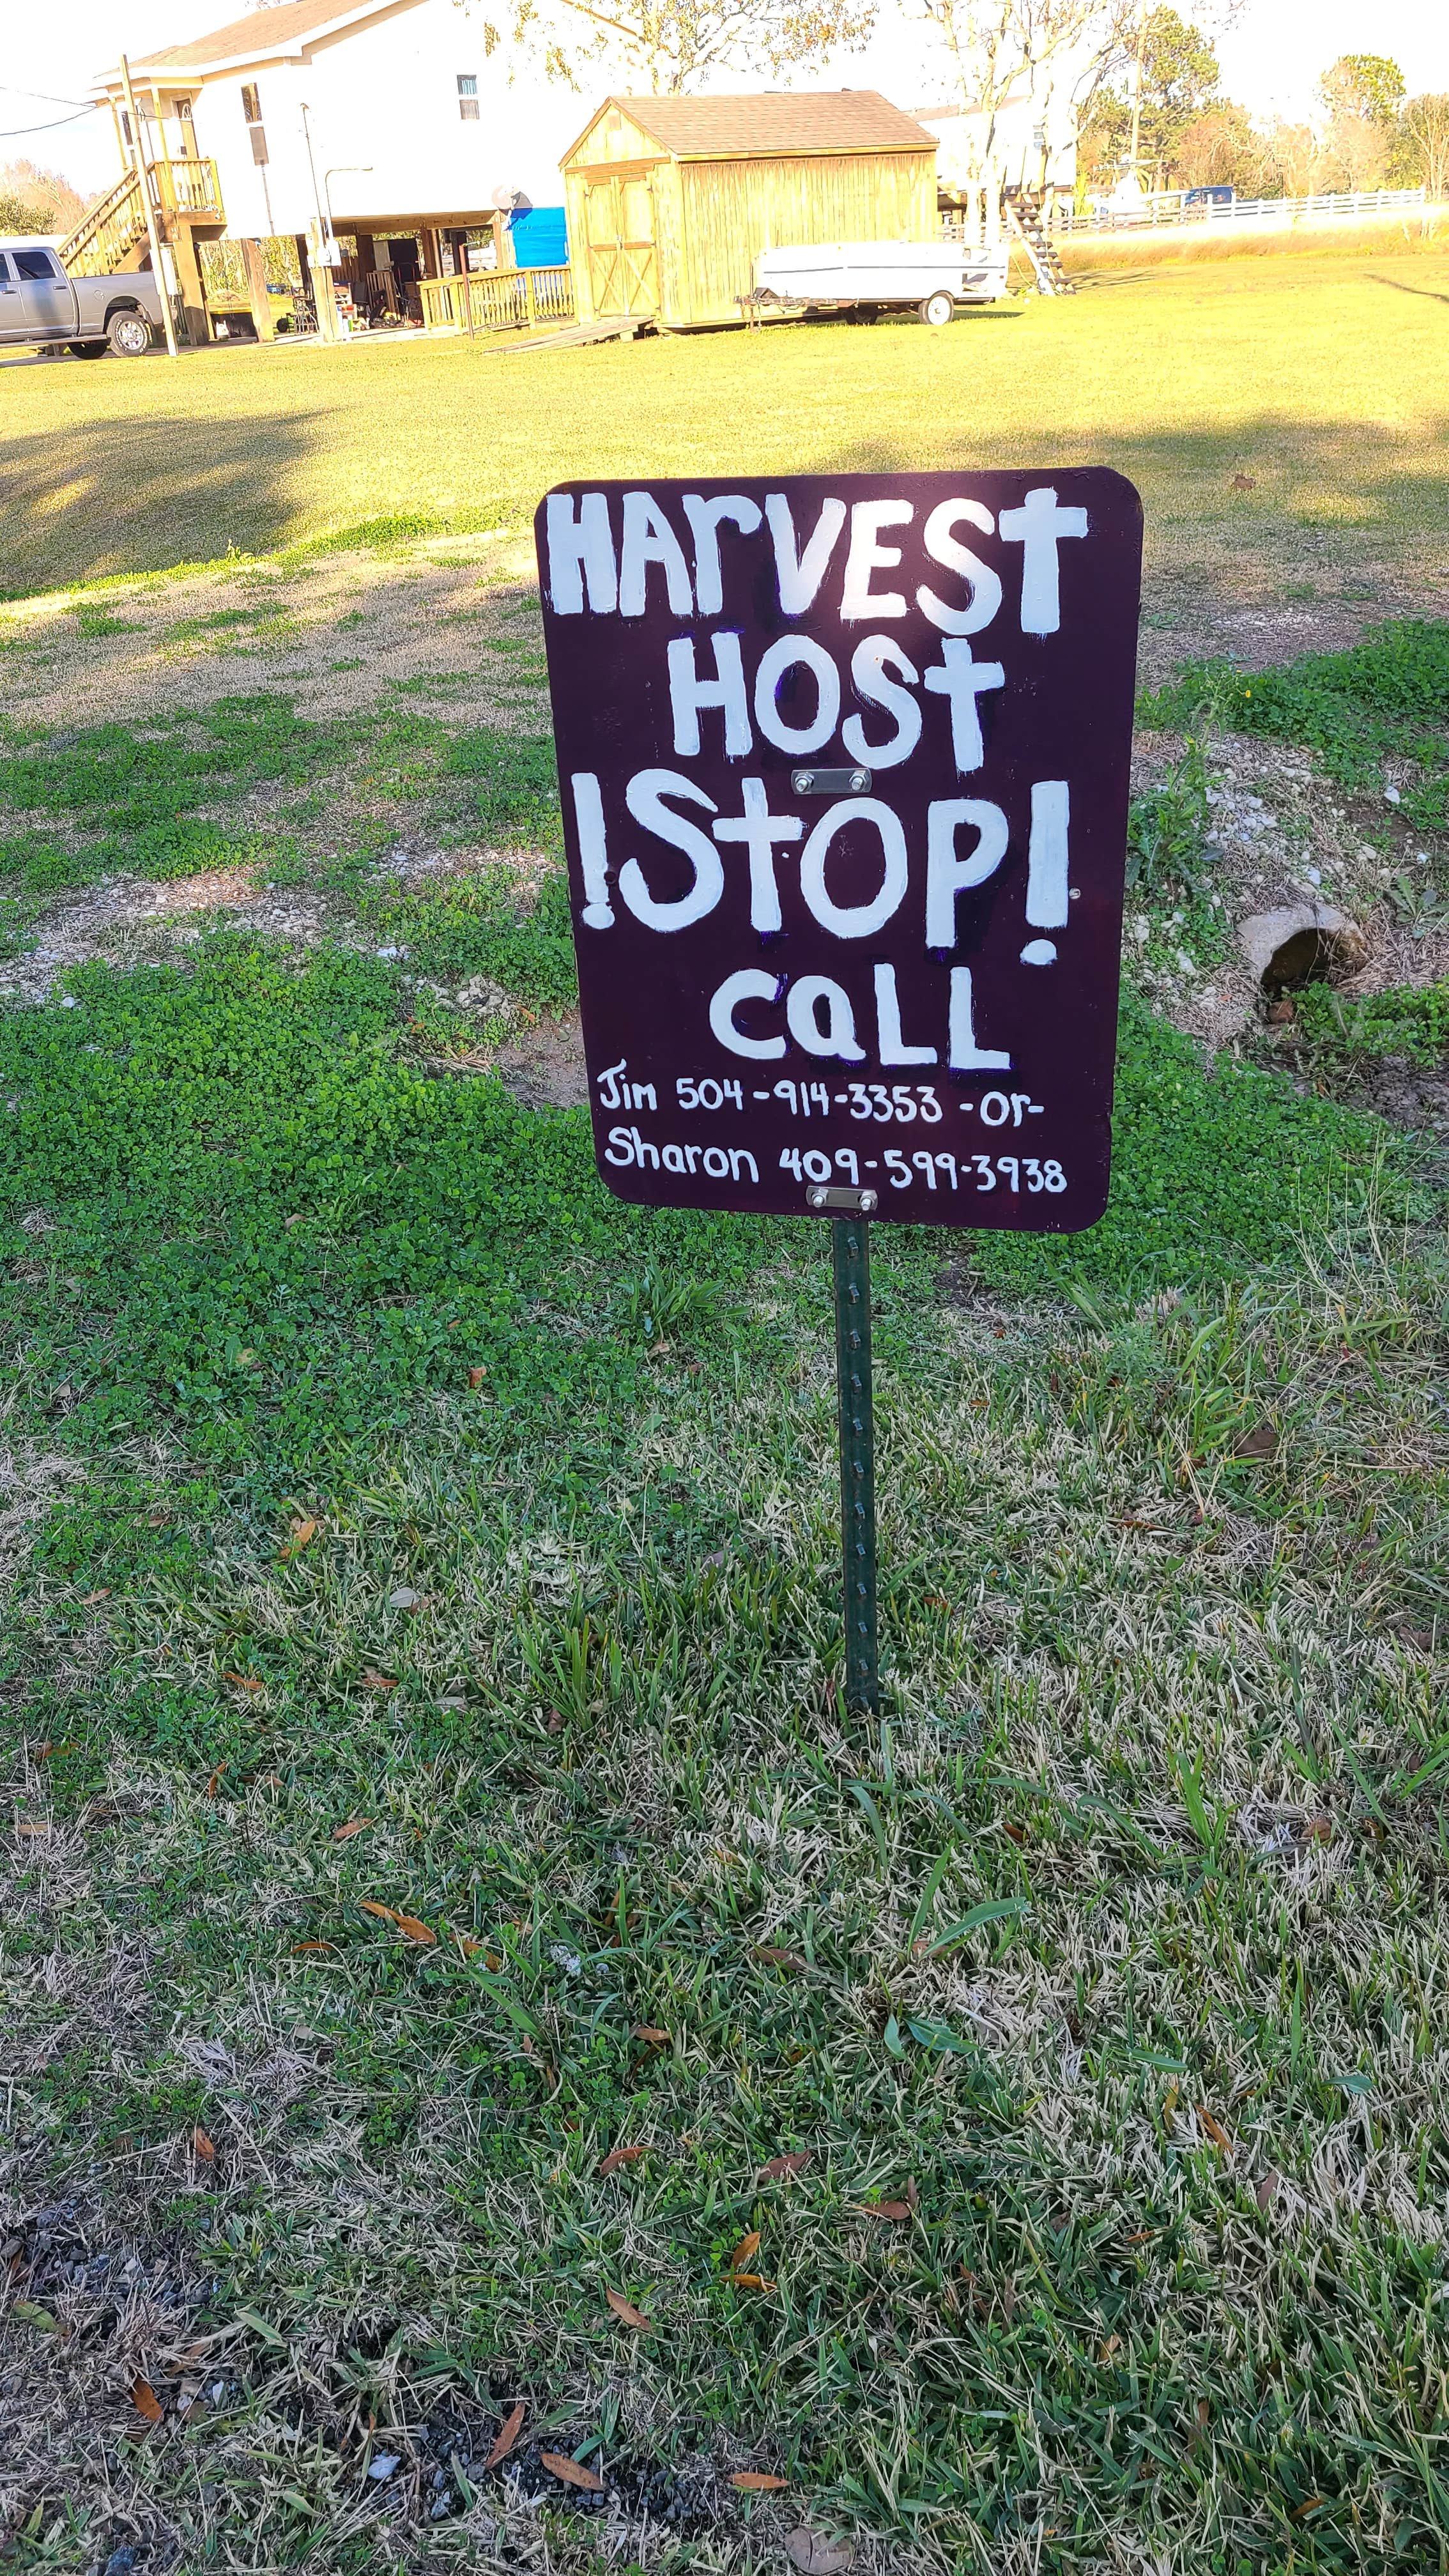 HArVEST
HOST
!STOP!
CaLL
Jim 504-914-3353 -or-
Sharon 409-599-3938